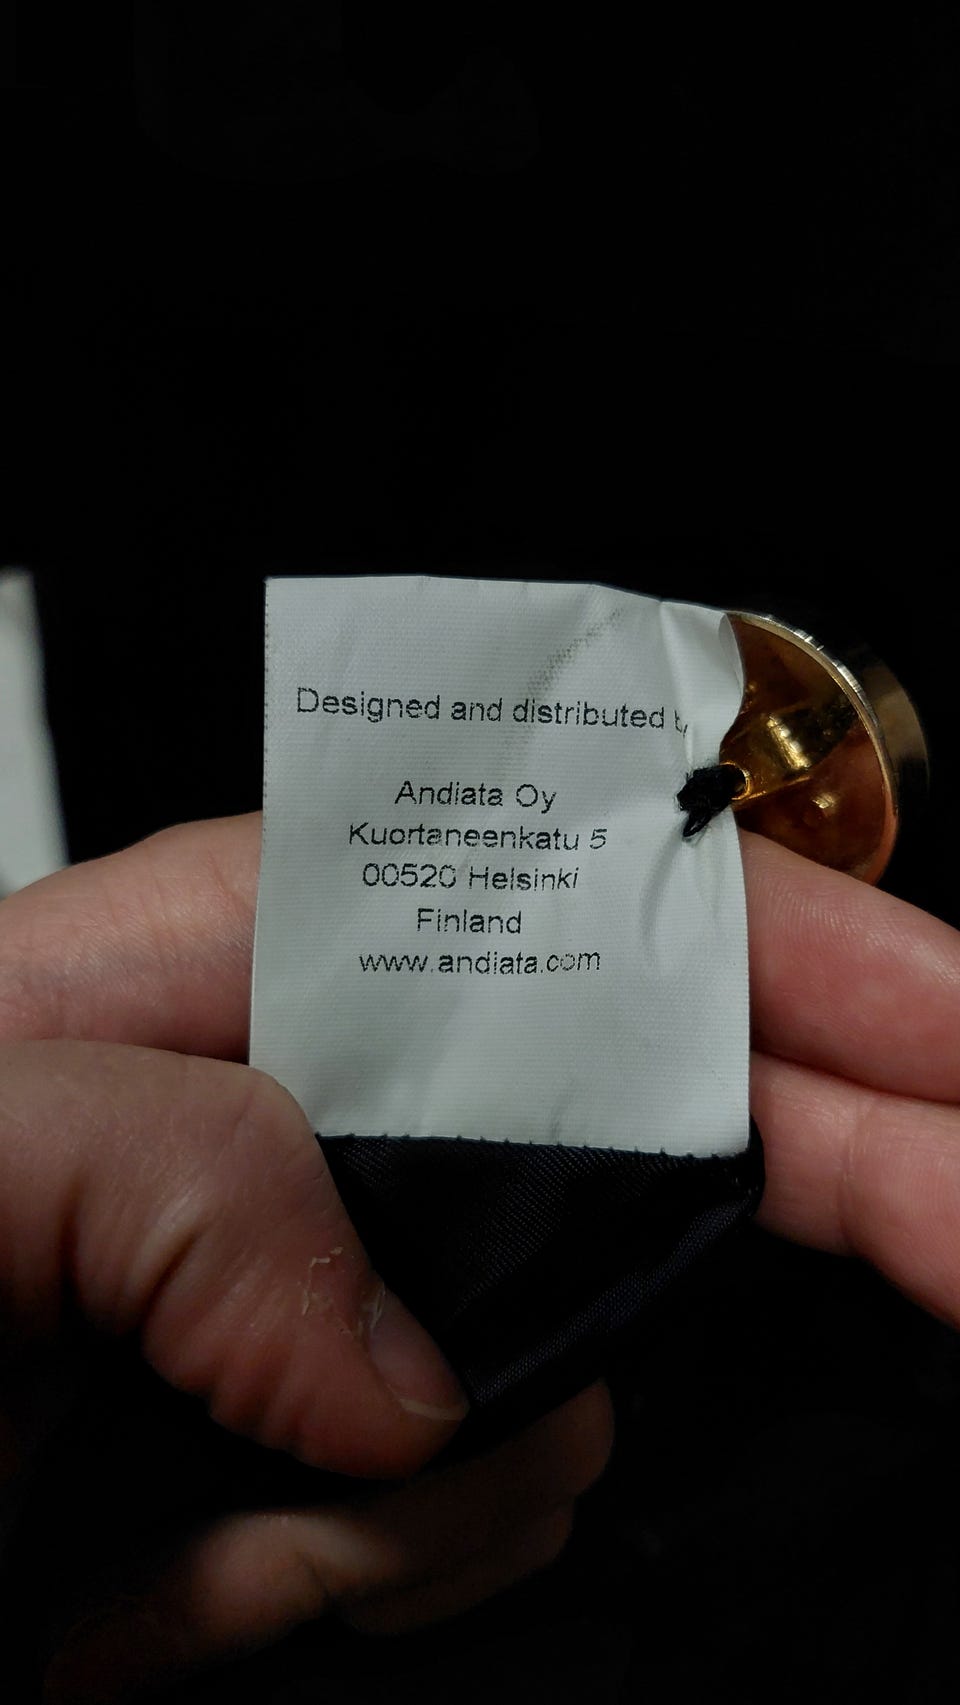 Designed and distributed
Andiata Oy
Kuortaneenkatu 5
00520 Helsinki
Finland
www.andiata.com